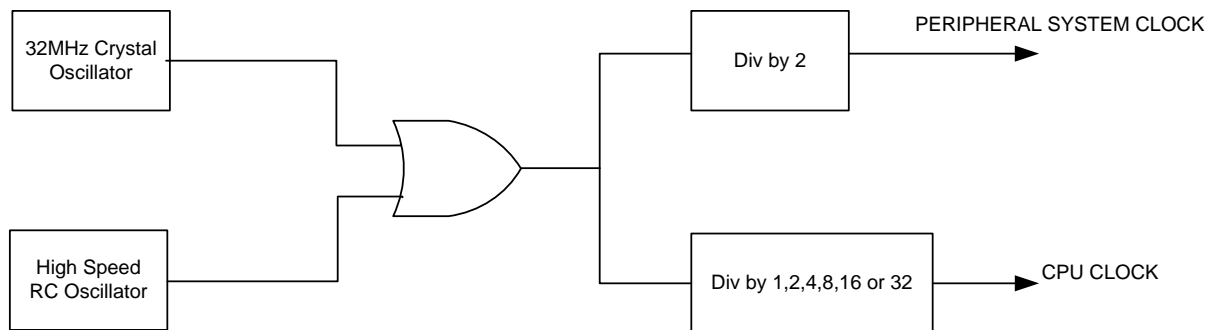 32MHz Crystal
Oscillator
Div by 2
PERIPHERAL SYSTEM CLOCK
High Speed
RC Oscillator
Div by 1,2,4,8,16 or 32
CPU CLOCK